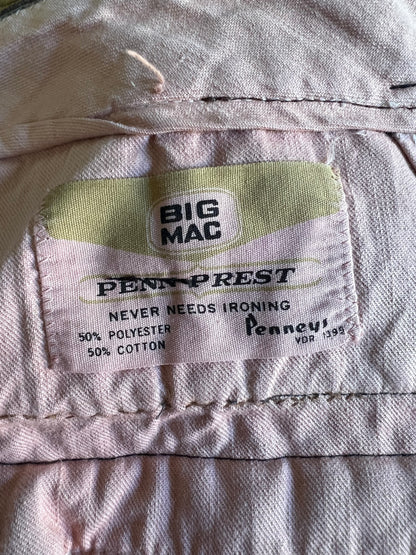 BIG
MAC
PENN-PREST
NEVER NEEDS IRONING
50% POLYESTER
50% COTTON
Penneys
VDR 1395